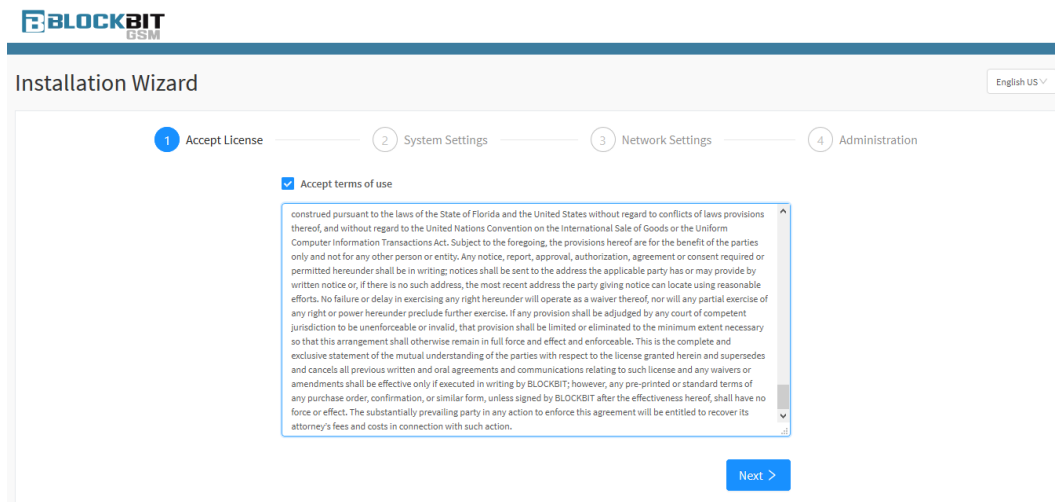 BLOCKBIT
GSM
Installation Wizard
English US
1 Accept License
2 System Settings
3 Network Settings
4 Administration
Accept terms of use
construed pursuant to the laws of the State of Florida and the United States without regard to conflicts of laws provisions
thereof, and without regard to the United Nations Convention on the International Sale of Goods or the Uniform
Computer Information Transactions Act. Subject to the foregoing, the provisions hereof are for the benefit of the parties
only and not for any other person or entity. Any notice, report, approval, authorization, agreement or consent required or
permitted hereunder shall be in writing; notices shall be sent to the address the applicable party has or may provide by
written notice or, if there is no such address, the most recent address the party giving notice can locate using reasonable
efforts. No failure or delay in exercising any right hereunder will operate as a waiver thereof, nor will any partial exercise of
any right or power hereunder preclude further exercise. If any provision shall be adjudged by any court of competent
jurisdiction to be unenforceable or invalid, that provision shall be limited or eliminated to the minimum extent necessary
so that this arrangement shall otherwise remain in full force and effect and enforceable. This is the complete and
exclusive statement of the mutual understanding of the parties with respect to the license granted herein and supersedes
and cancels all previous written and oral agreements and communications relating to such license and any waivers or
amendments shall be effective only if executed in writing by BLOCKBIT; however, any pre-printed or standard terms of
any purchase order, confirmation, or similar form, unless signed by BLOCKBIT after the effectiveness hereof, shall have no
force or effect. The substantially prevailing party in any action to enforce this agreement will be entitled to recover its
attorney's fees and costs in connection with such action.
Next